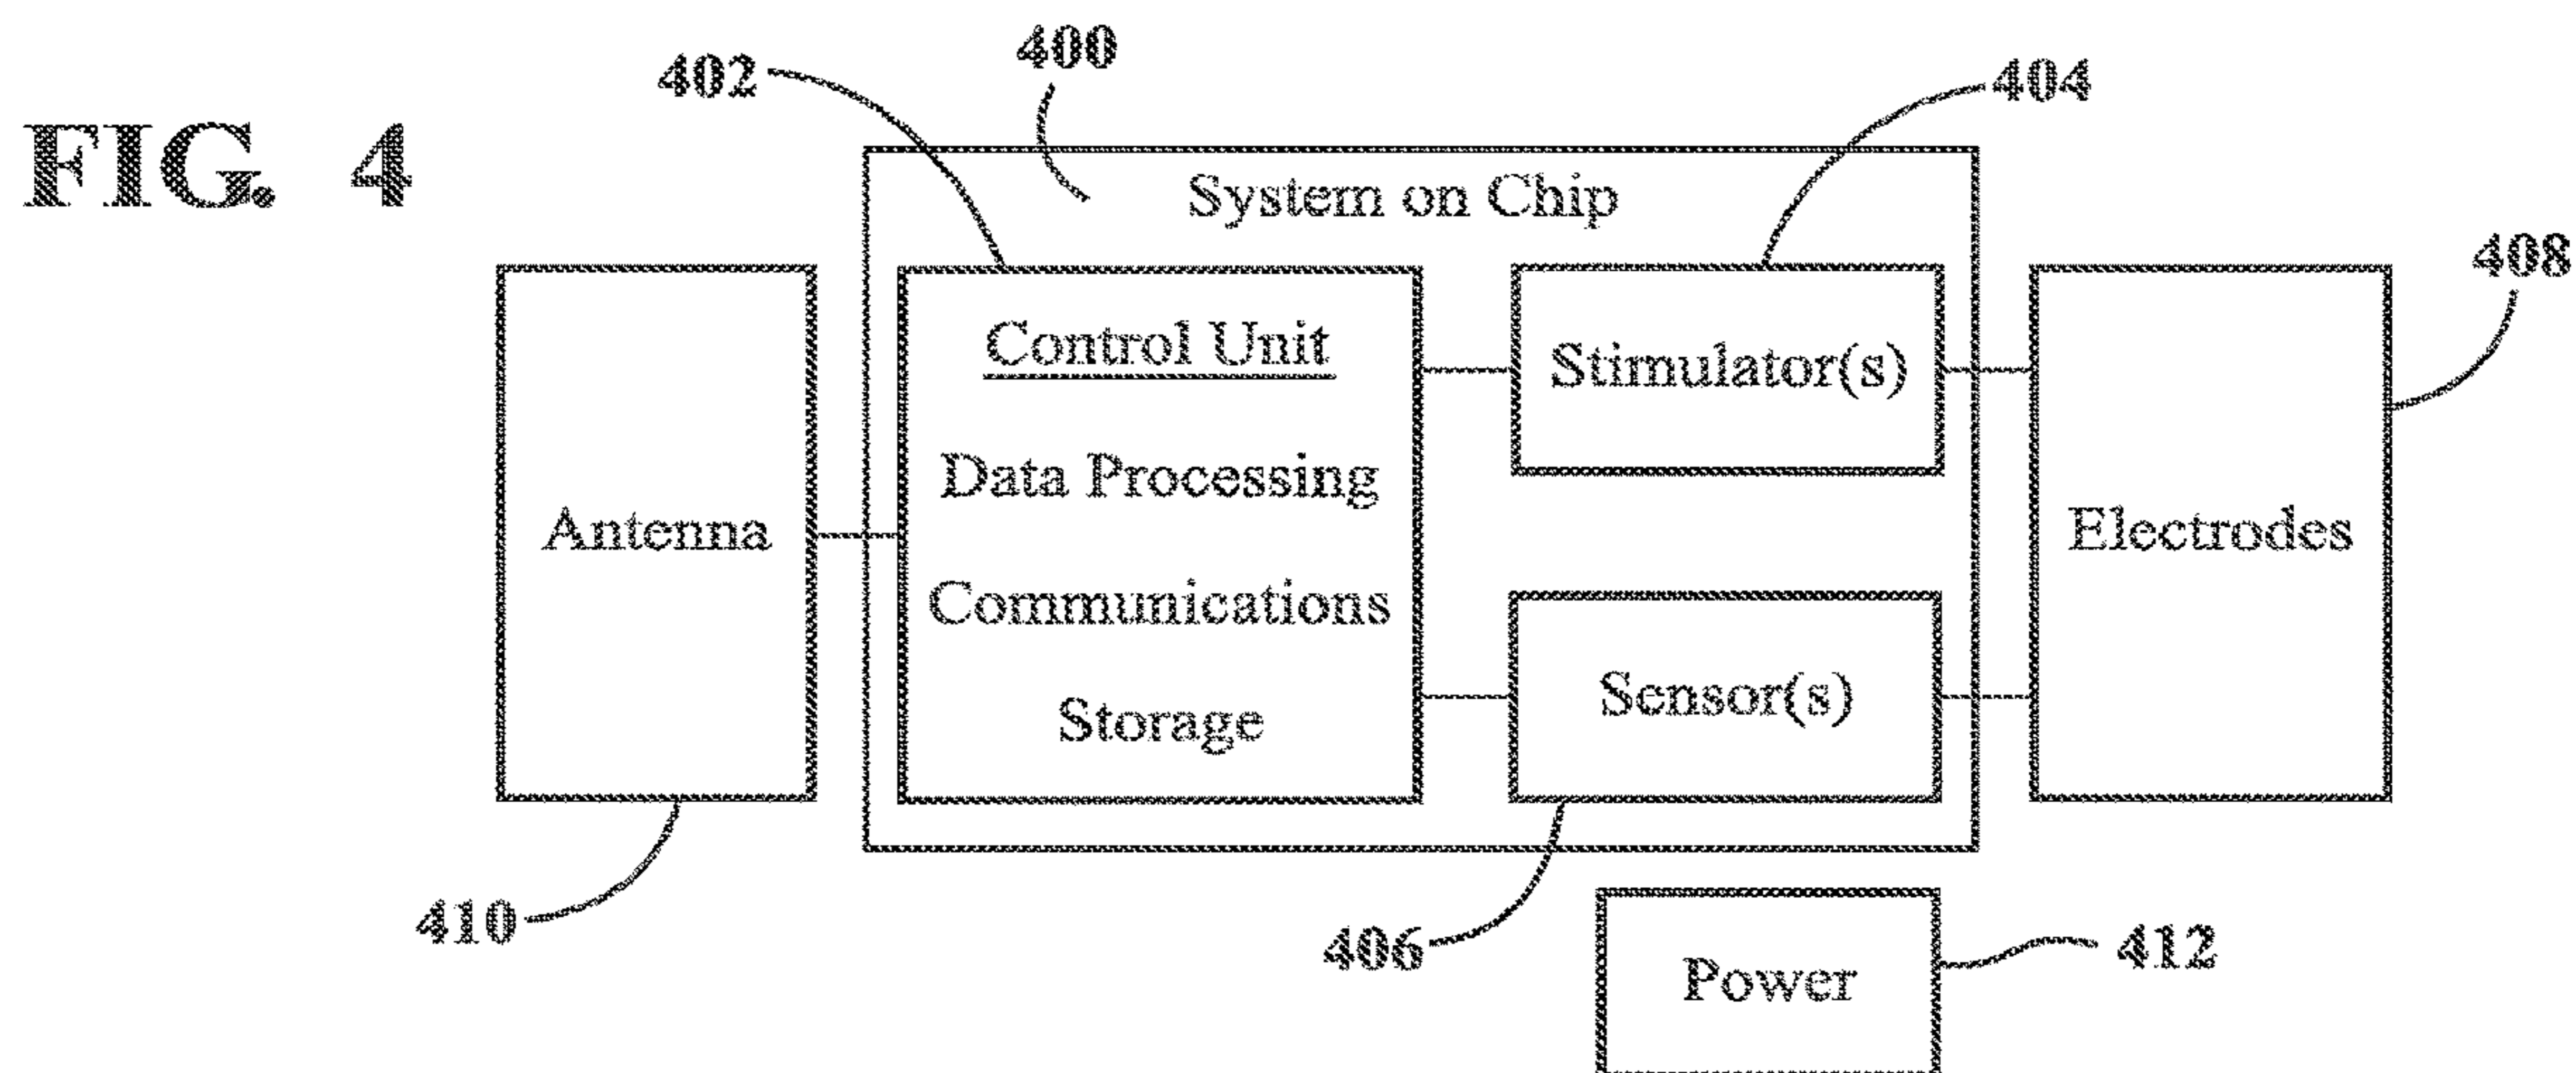 FIG. 4
402
400
404
408
System on Chip
Control Unit
Data Processing
Communications
Storage
Stimulator(s)
Sensor(s)
Antenna
Electrodes
410
406
Power
412